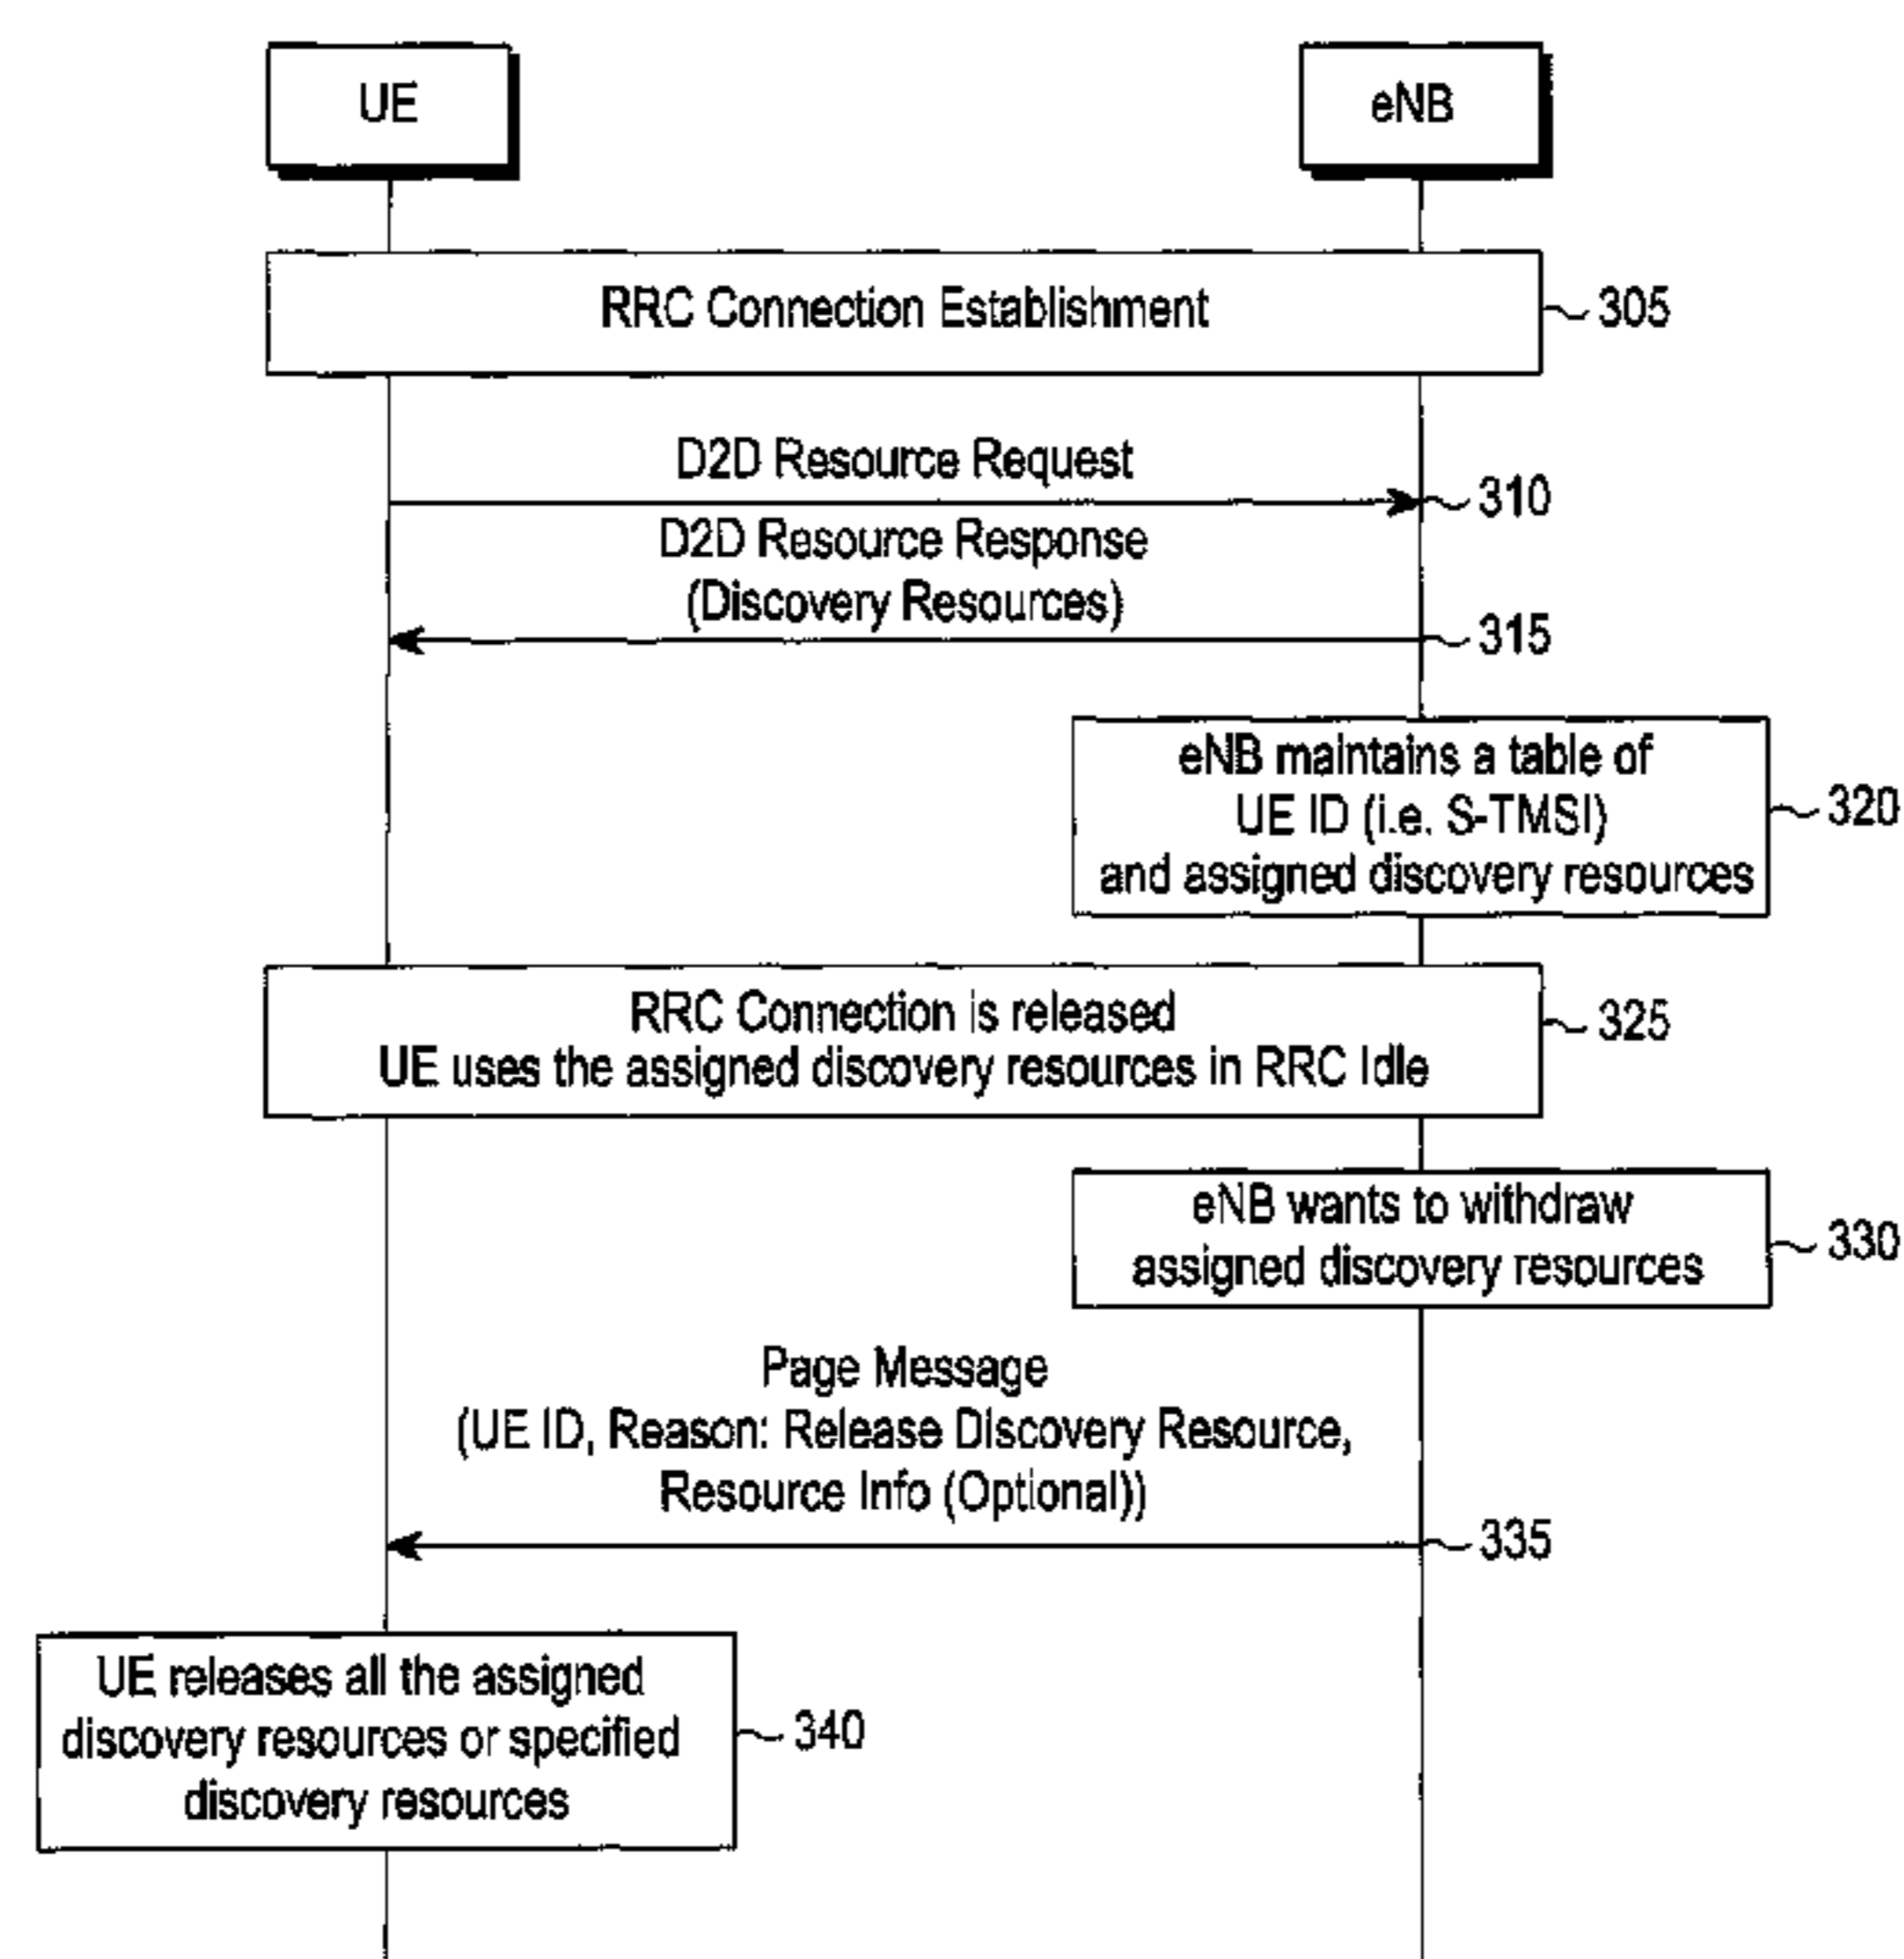 UE
eNB
RRC Connection Establishment
305
D2D Resource Request
310
D2D Resource Response
(Discovery Resources)
315
eNB maintains a table of
UE ID (i.e. S-TMSI)
and assigned discovery resources
320
RRC Connection is released
UE uses the assigned discovery resources in RRC Idle
325
eNB wants to withdraw
assigned discovery resources
330
Page Message
(UE ID, Reason: Release Discovery Resource,
Resource Info (Optional))
335
UE releases all the assigned
discovery resources or specified
discovery resources
340